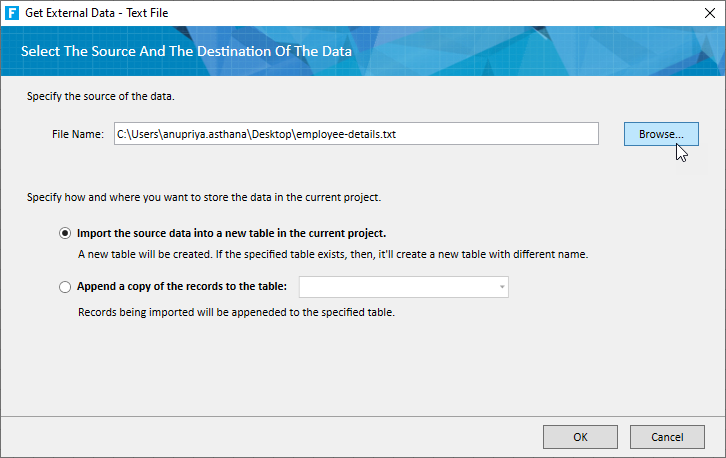 F Get External Data - Text File
Select The Source And The Destination Of The Data
Specify the source of the data.
File Name: C:\Users\anupriya.asthana\Desktop\employee-details.txt Browse...
Specify how and where you want to store the data in the current project.
Import the source data into a new table in the current project.
A new table will be created. If the specified table exists, then, it'll create a new table with different name.
Append a copy of the records to the table:
Records being imported will be appeneded to the specified table.
OK Cancel